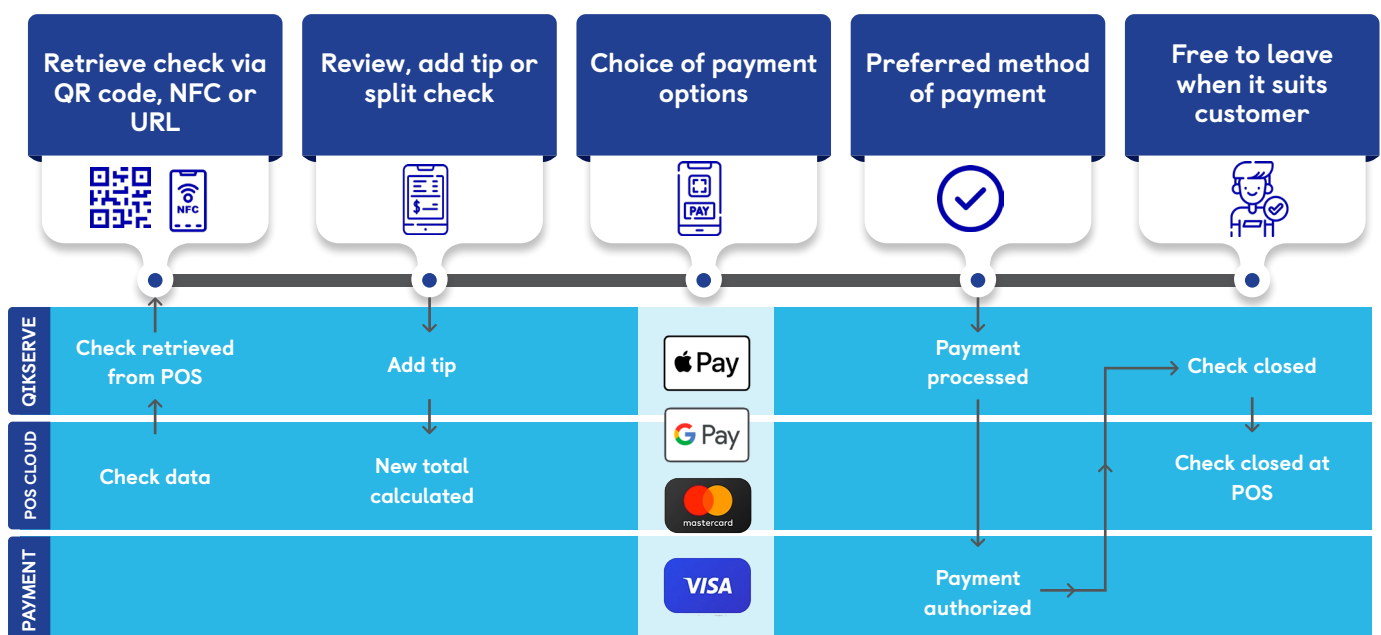 Retrieve check via
QR code, NFC or
URL
Review, add tip or
split check
Choice of payment
options
Preferred method
of payment
Free to leave
when it suits
customer
NFC
$
PAY
QIKSERVE
Check retrieved
from POS
Add tip
Pay
Payment
processed
Check closed
POS CLOUD
Check data
New total
calculated
G Pay
mastercard
Check closed at
POS
PAYMENT
VISA
Payment
authorized